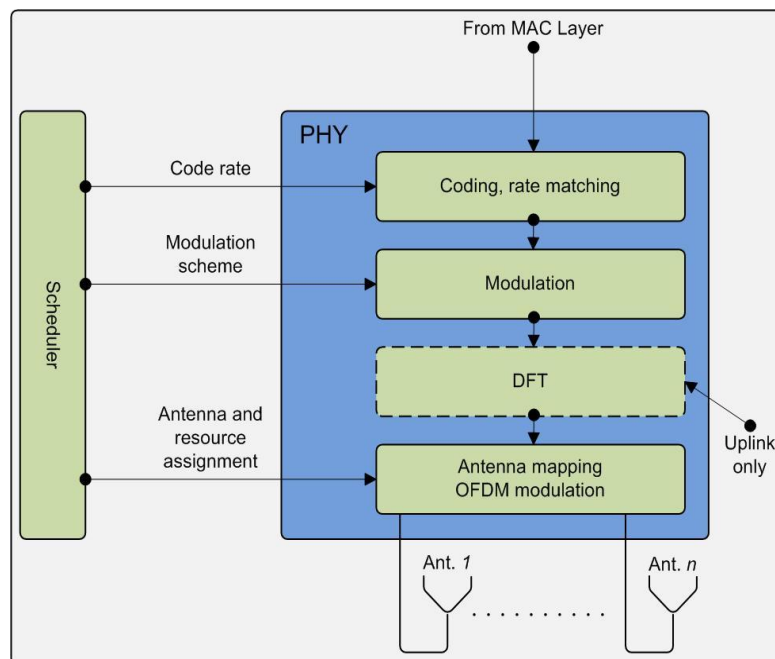 From MAC Layer
PHY
Code rate
Coding, rate matching
Modulation
scheme
Modulation
Scheduler
DFT
Antenna and
resource
assignment
Uplink
only
Antenna mapping
OFDM modulation
Ant. 1
Ant. n